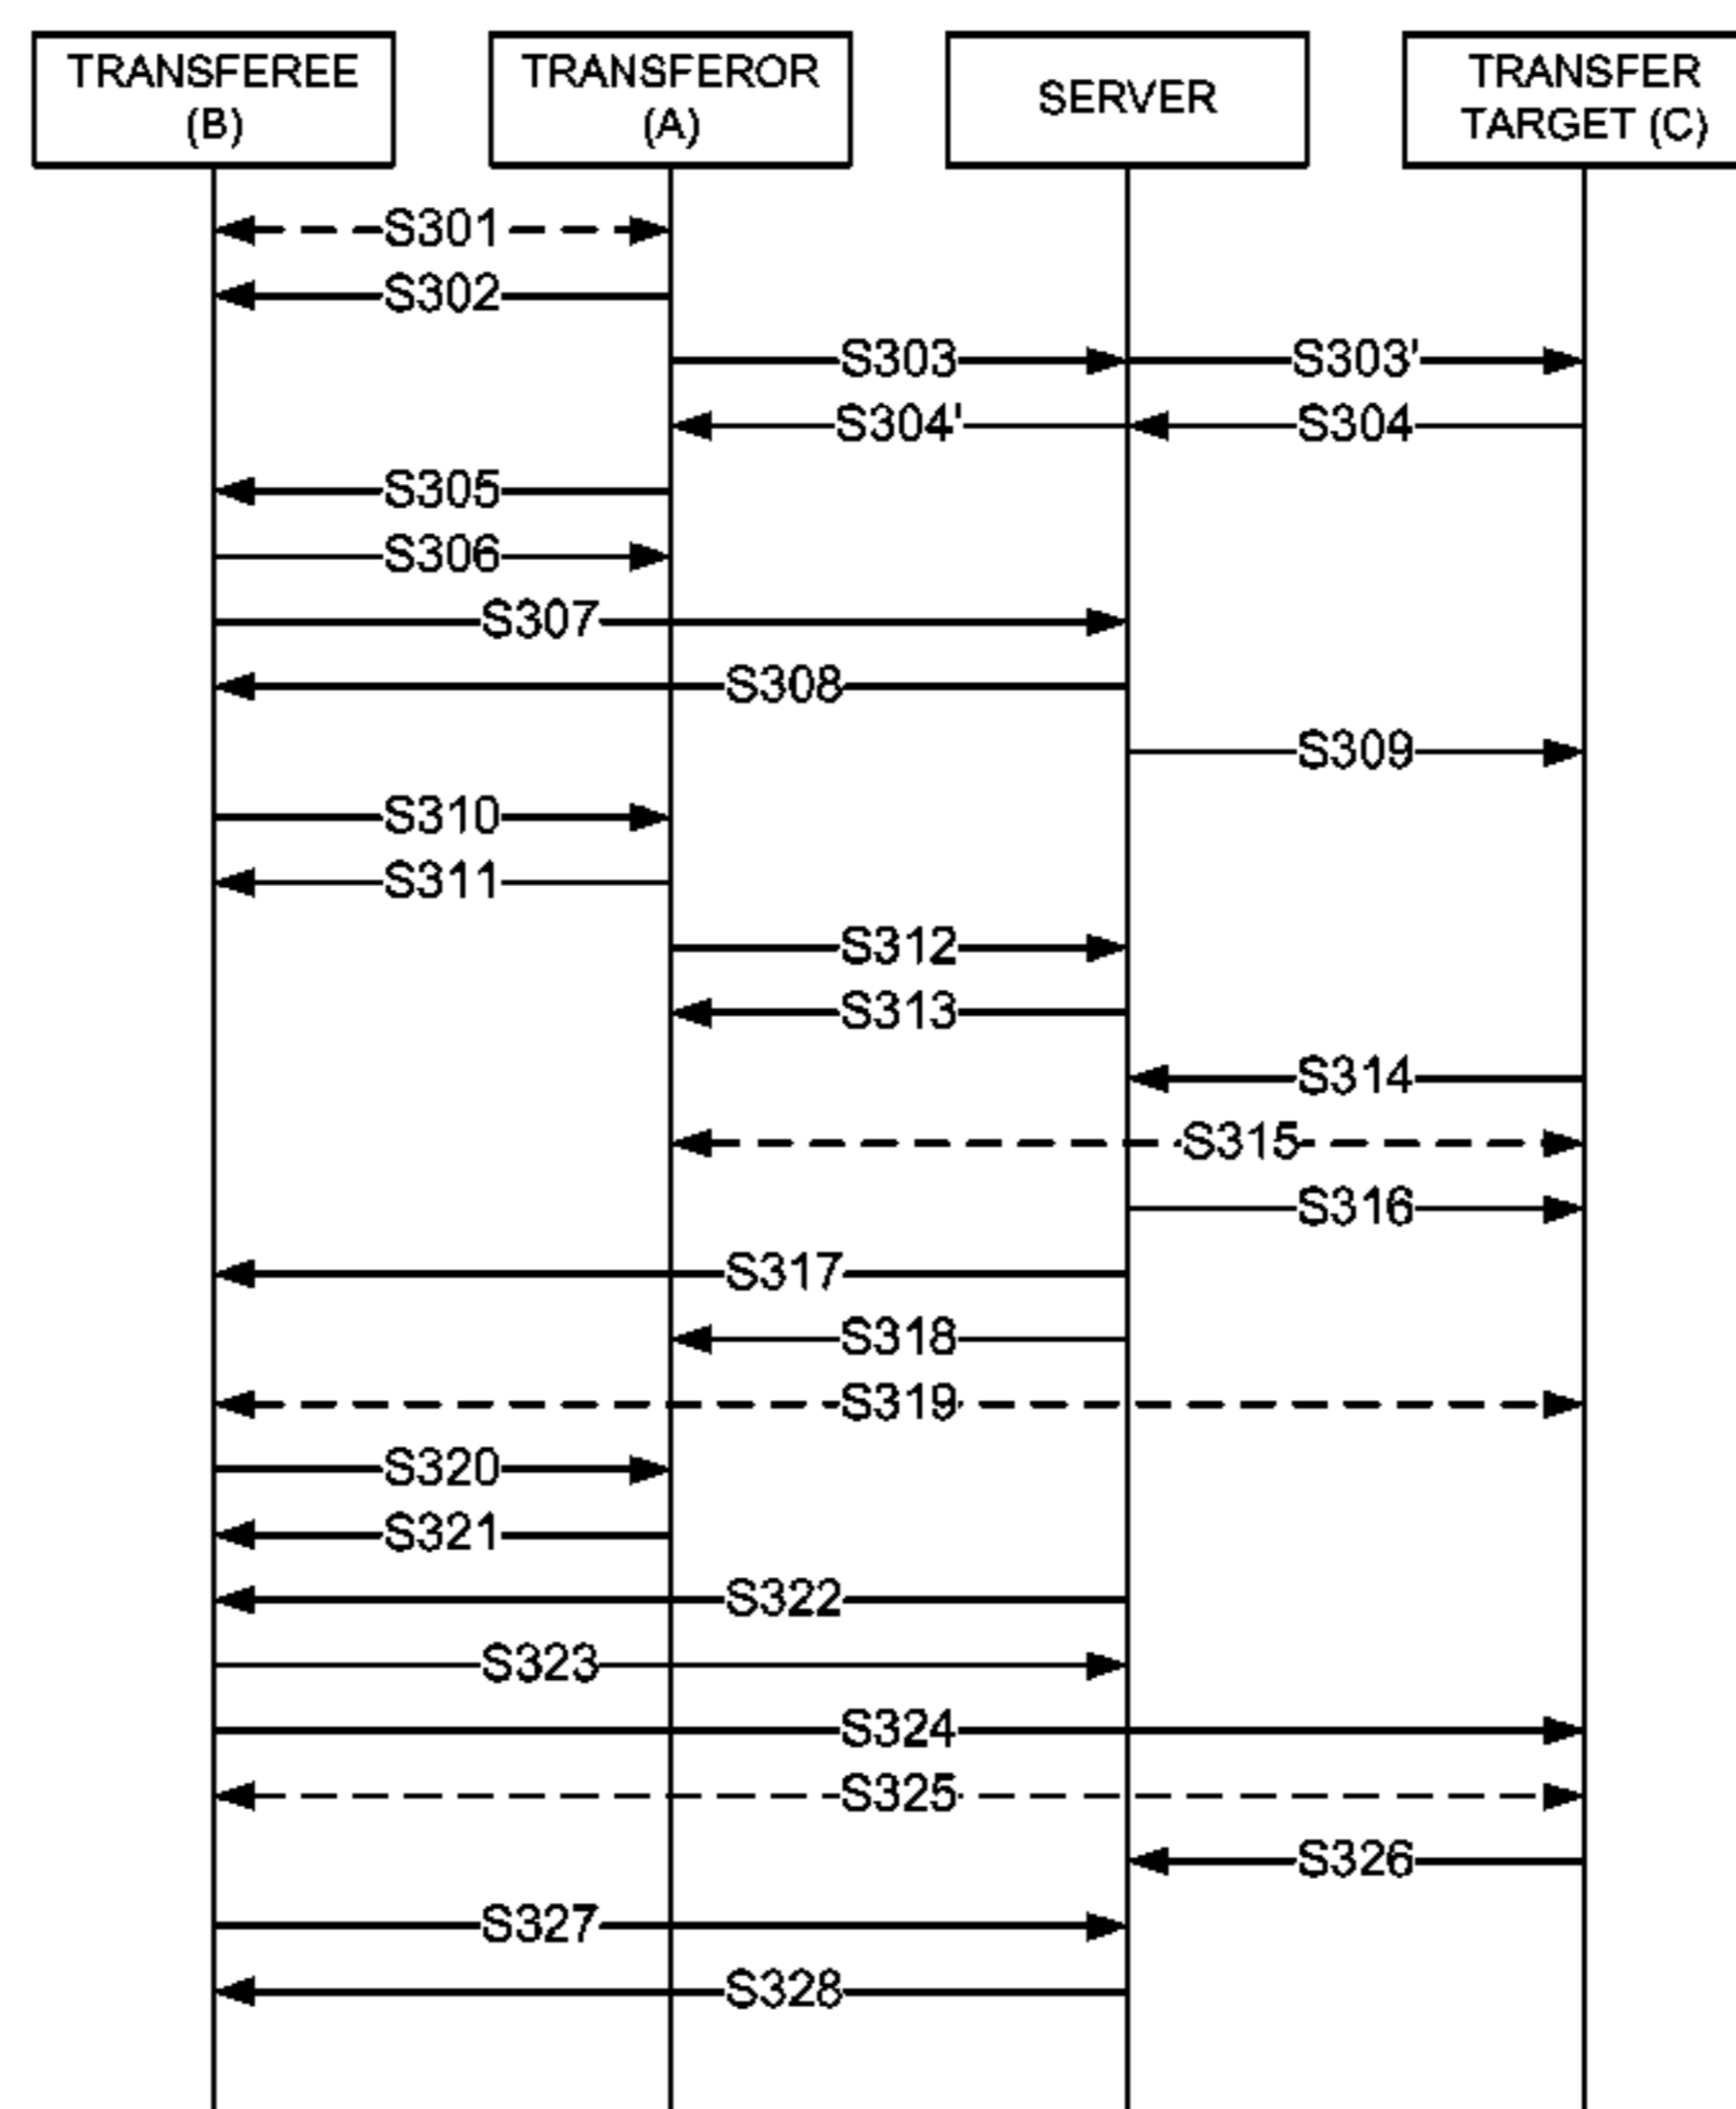 TRANSFEREE
(B)
TRANSFEROR
(A)
SERVER
TRANSFER
TARGET (C)
S301
S302
S303
S303'
S304'
S304
S305
S306
S307
S308
S309
S310
S311
S312
S313
S314
S315
S316
S317
S318
S319
S320
S321
S322
S323
S324
S325
S326
S327
S328